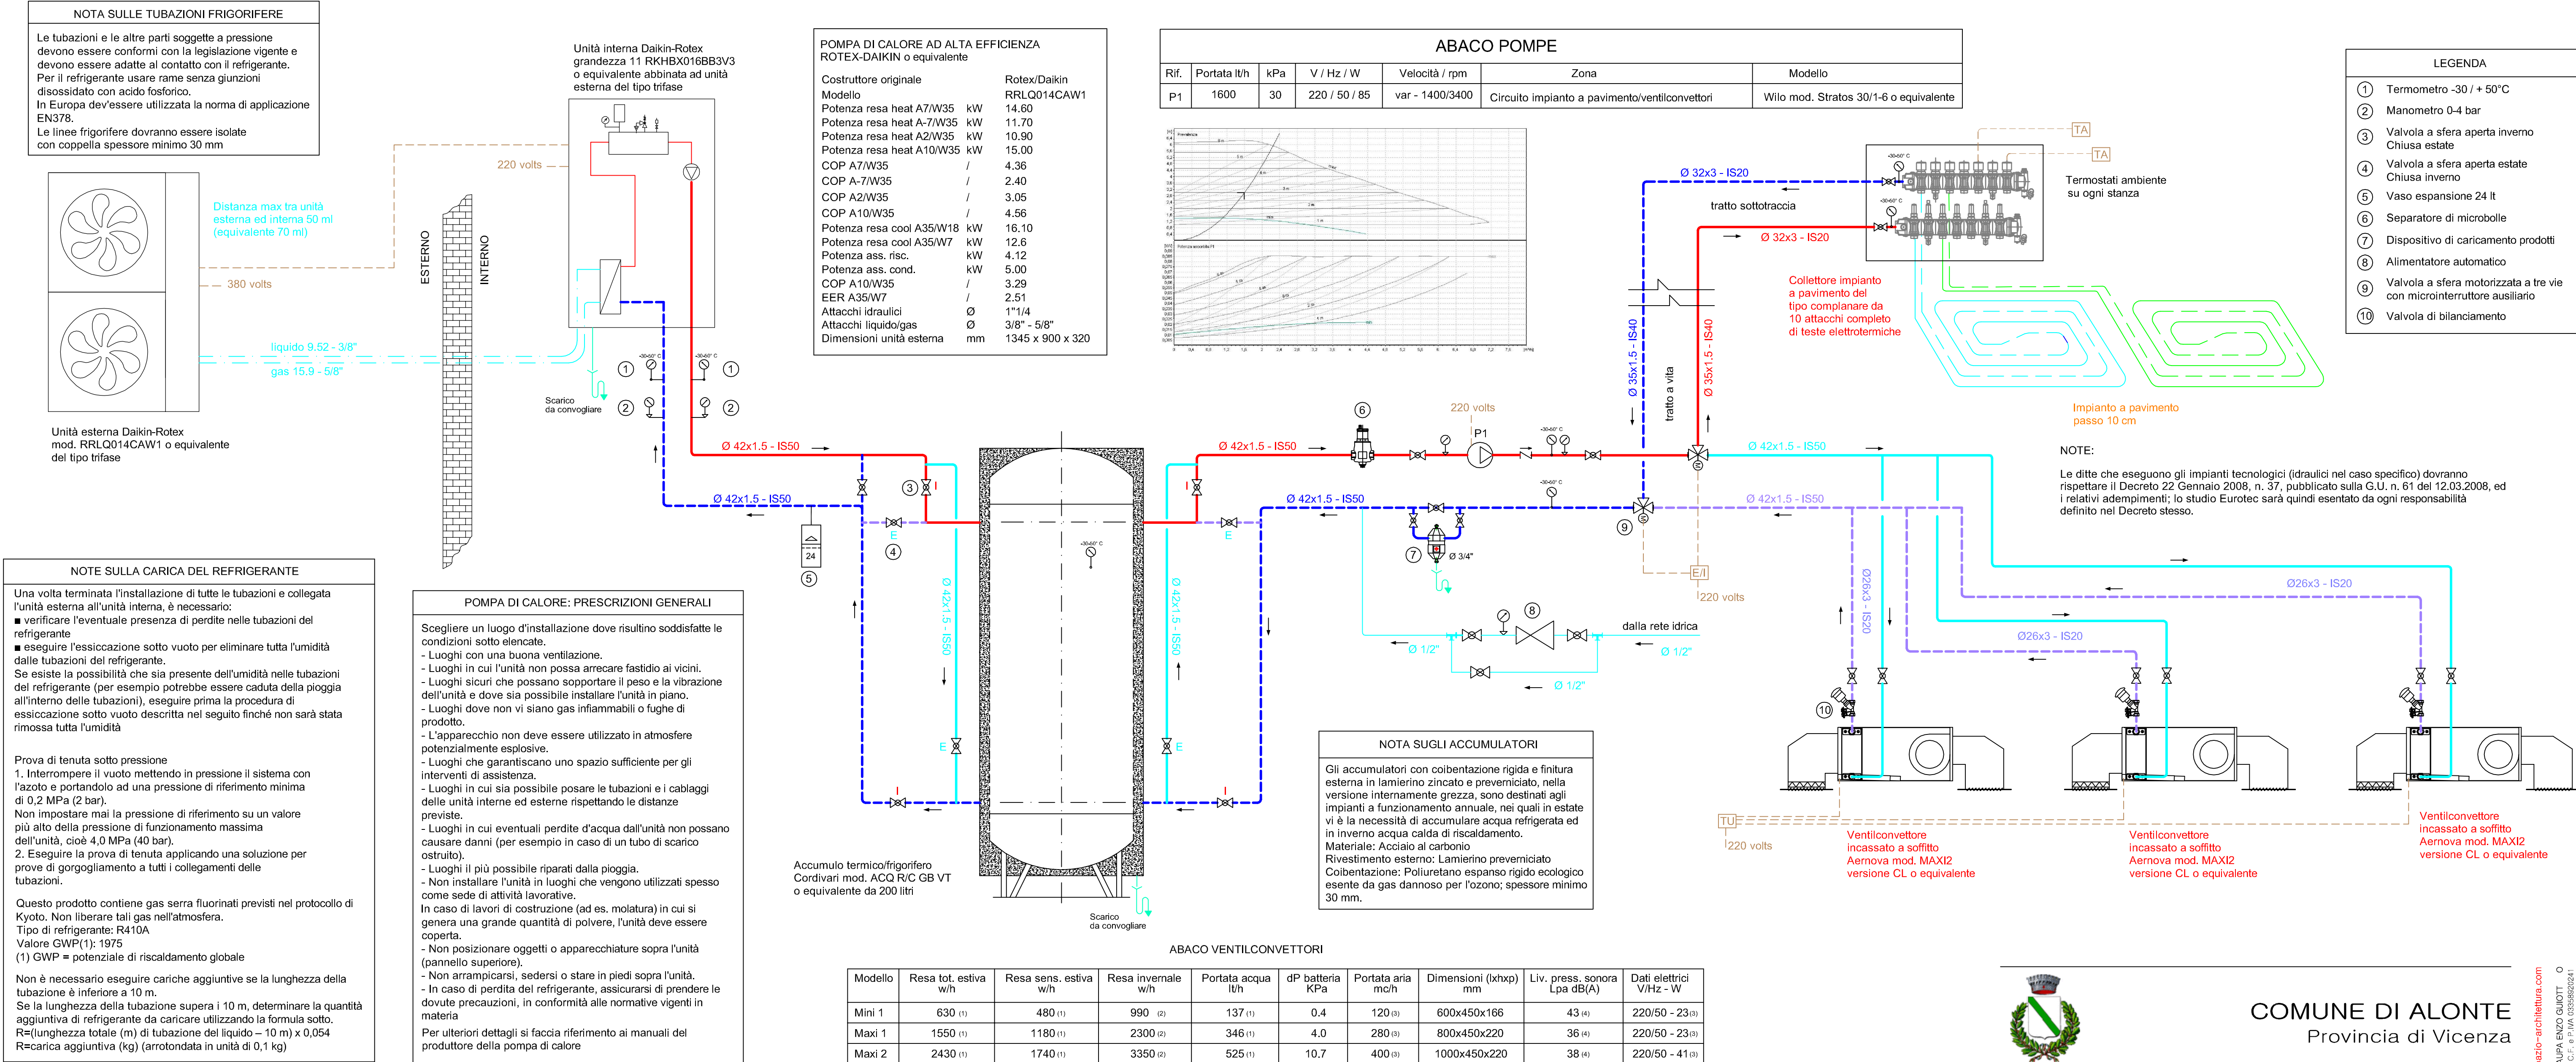 NOTA SULLE TUBAZIONI FRIGORIFERE
Le tubazioni e le altre parti soggette a pressione
devono essere conformi con la legislazione vigente e
devono essere adatte al contatto con il refrigerante.
Per il refrigerante usare rame senza giunzioni
disossidato con acido fosforico.
In Europa dev'essere utilizzata la norma di applicazione
EN378.
Le linee frigorifere dovranno essere isolate
con coppella spessore minimo 30 mm
Unità interna Daikin-Rotex
grandezza 11 RKHBX016BB3V3
o equivalente abbinata ad unità
esterna del tipo trifase
220 volts
Distanza max tra unità
esterna ed interna 50 ml
(equivalente 70 ml)
380 volts
ESTERNO
INTERNO
liquido 9.52 - 3/8"
gas 15.9 - 5/8"
Unità esterna Daikin-Rotex
mod. RRLQ014CAW1 o equivalente
del tipo trifase
Scarico
da convogliare
1
1
2
2
POMPA DI CALORE AD ALTA EFFICIENZA
ROTEX-DAIKIN o equivalente
Costruttore originale Rotex/Daikin
Modello RRLQ014CAW1
Potenza resa heat A7/W35 kW 14.60
Potenza resa heat A-7/W35 kW 11.70
Potenza resa heat A2/W35 kW 10.90
Potenza resa heat A10/W35 kW 15.00
COP A7/W35 / 4.36
COP A-7/W35 / 2.40
COP A2/W35 / 3.05
COP A10/W35 / 4.56
Potenza resa cool A35/W18 kW 16.10
Potenza resa cool A35/W7 kW 12.6
Potenza ass. risc. kW 4.12
Potenza ass. cond. kW 5.00
COP A10/W35 / 3.29
EER A35/W7 / 2.51
Attacchi idraulici Ø 1"1/4
Attacchi liquido/gas Ø 3/8" - 5/8"
Dimensioni unità esterna mm 1345 x 900 x 320
ABACO POMPE
Rif. Portata lt/h kPa V / Hz / W Velocità / rpm Zona Modello
P1 1600 30 220 / 50 / 85 var - 1400/3400 Circuito impianto a pavimento/ventilconvettori Wilo mod. Stratos 30/1-6 o equivalente
Prevalenza
LEGENDA
1 Termometro -30 / + 50°C
2 Manometro 0-4 bar
3 Valvola a sfera aperta inverno
Chiusa estate
4 Valvola a sfera aperta estate
Chiusa inverno
5 Vaso espansione 24 lt
6 Separatore di microbolle
7 Dispositivo di caricamento prodotti
8 Alimentatore automatico
9 Valvola a sfera motorizzata a tre vie
con microinterruttore ausiliario
10 Valvola di bilanciamento
TA
TA
Termostati ambiente
su ogni stanza
Ø 32x3 - IS20
tratto sottotraccia
Ø 32x3 - IS20
Collettore impianto
a pavimento del
tipo complanare da
10 attacchi completo
di teste elettrotermiche
Ø 35x1.5 - IS40
tratto a vita
Ø 35x1.5 - IS40
Impianto a pavimento
passo 10 cm
NOTE:
Le ditte che eseguono gli impianti tecnologici (idraulici nel caso specifico) dovranno
rispettare il Decreto 22 Gennaio 2008, n. 37, pubblicato sulla G.U. n. 61 del 12.03.2008, ed
i relativi adempimenti; lo studio Eurotec sarà quindi esentato da ogni responsabilità
definito nel Decreto stesso.
Ø 42x1.5 - IS50
Ø 42x1.5 - IS50
3
I
E
4
24
5
Ø 42x1.5 - IS50
E
I
Ø 42x1.5 - IS50
I
E
Ø 42x1.5 - IS50
E
I
6
220 volts
P1
Ø 42x1.5 - IS50
7
Ø 3/4"
9
M
M
E/I
220 volts
Ø 42x1.5 - IS50
Ø 42x1.5 - IS50
8
dalla rete idrica
Ø 1/2"
Ø 1/2"
Ø 1/2"
Ø26x3 - IS20
Ø26x3 - IS20
Ø26x3 - IS20
10
TU
220 volts
Ventilconvettore
incassato a soffitto
Aernova mod. MAXI2
versione CL o equivalente
Ventilconvettore
incassato a soffitto
Aernova mod. MAXI2
versione CL o equivalente
Ventilconvettore
incassato a soffitto
Aernova mod. MAXI2
versione CL o equivalente
NOTE SULLA CARICA DEL REFRIGERANTE
Una volta terminata l'installazione di tutte le tubazioni e collegata
l'unità esterna all'unità interna, è necessario:
■ verificare l'eventuale presenza di perdite nelle tubazioni del
refrigerante
■ eseguire l'essiccazione sotto vuoto per eliminare tutta l'umidità
dalle tubazioni del refrigerante.
Se esiste la possibilità che sia presente dell'umidità nelle tubazioni
del refrigerante (per esempio potrebbe essere caduta della pioggia
all'interno delle tubazioni), eseguire prima la procedura di
essiccazione sotto vuoto descritta nel seguito finché non sarà stata
rimossa tutta l'umidità
Prova di tenuta sotto pressione
1. Interrompere il vuoto mettendo in pressione il sistema con
l'azoto e portandolo ad una pressione di riferimento minima
di 0,2 MPa (2 bar).
Non impostare mai la pressione di riferimento su un valore
più alto della pressione di funzionamento massima
dell'unità, cioè 4,0 MPa (40 bar).
2. Eseguire la prova di tenuta applicando una soluzione per
prove di gorgogliamento a tutti i collegamenti delle
tubazioni.
Questo prodotto contiene gas serra fluorinati previsti nel protocollo di
Kyoto. Non liberare tali gas nell'atmosfera.
Tipo di refrigerante: R410A
Valore GWP(1): 1975
(1) GWP = potenziale di riscaldamento globale
Non è necessario eseguire cariche aggiuntive se la lunghezza della
tubazione è inferiore a 10 m.
Se la lunghezza della tubazione supera i 10 m, determinare la quantità
aggiuntiva di refrigerante da caricare utilizzando la formula sotto.
R=(lunghezza totale (m) di tubazione del liquido – 10 m) x 0,054
R=carica aggiuntiva (kg) (arrotondata in unità di 0,1 kg)
POMPA DI CALORE: PRESCRIZIONI GENERALI
Scegliere un luogo d'installazione dove risultino soddisfatte le
condizioni sotto elencate.
- Luoghi con una buona ventilazione.
- Luoghi in cui l'unità non possa arrecare fastidio ai vicini.
- Luoghi sicuri che possano sopportare il peso e la vibrazione
dell'unità e dove sia possibile installare l'unità in piano.
- Luoghi dove non vi siano gas infiammabili o fughe di
prodotto.
- L'apparecchio non deve essere utilizzato in atmosfere
potenzialmente esplosive.
- Luoghi che garantiscano uno spazio sufficiente per gli
interventi di assistenza.
- Luoghi in cui sia possibile posare le tubazioni e i cablaggi
delle unità interne ed esterne rispettando le distanze
previste.
- Luoghi in cui eventuali perdite d'acqua dall'unità non possano
causare danni (per esempio in caso di un tubo di scarico
ostruito).
- Luoghi il più possibile riparati dalla pioggia.
- Non installare l'unità in luoghi che vengono utilizzati spesso
come sede di attività lavorative.
In caso di lavori di costruzione (ad es. molatura) in cui si
genera una grande quantità di polvere, l'unità deve essere
coperta.
- Non posizionare oggetti o apparecchiature sopra l'unità
(pannello superiore).
- Non arrampicarsi, sedersi o stare in piedi sopra l'unità.
- In caso di perdita del refrigerante, assicurarsi di prendere le
dovute precauzioni, in conformità alle normative vigenti in
materia
Per ulteriori dettagli si faccia riferimento ai manuali del
produttore della pompa di calore
Accumulo termico/frigorifero
Cordivari mod. ACQ R/C GB VT
o equivalente da 200 litri
Scarico
da convogliare
NOTA SUGLI ACCUMULATORI
Gli accumulatori con coibentazione rigida e finitura
esterna in lamierino zincato e preverniciato, nella
versione internamente grezza, sono destinati agli
impianti a funzionamento annuale, nei quali in estate
vi è la necessità di accumulare acqua refrigerata ed
in inverno acqua calda di riscaldamento.
Materiale: Acciaio al carbonio
Rivestimento esterno: Lamierino preverniciato
Coibentazione: Poliuretano espanso rigido ecologico
esente da gas dannoso per l'ozono; spessore minimo
30 mm.
ABACO VENTILCONVETTORI
Modello Resa tot. estiva w/h Resa sens. estiva w/h Resa invernale w/h Portata acqua lt/h dP batteria KPa Portata aria mc/h Dimensioni (lxhxp) mm Liv. press. sonora Lpa dB(A) Dati elettrici V/Hz - W
Mini 1 630 (1) 480 (1) 990 (2) 137 (1) 0.4 120 (3) 600x450x166 43 (4) 220/50 - 23 (3)
Maxi 1 1550 (1) 1180 (1) 2300 (2) 346 (1) 4.0 280 (3) 800x450x220 36 (4) 220/50 - 23 (3)
Maxi 2 2430 (1) 1740 (1) 3350 (2) 525 (1) 10.7 400 (3) 1000x450x220 38 (4) 220/50 - 41 (3)
COMUNE DI ALONTE
Provincia di Vicenza